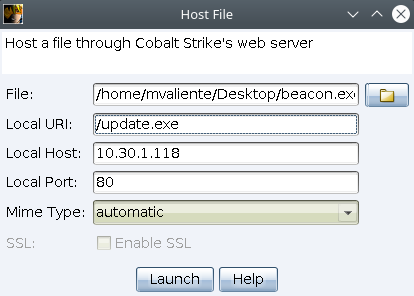 Host File
Host a file through Cobalt Strike's web server
File: /home/mvaliente/Desktop/beacon.exe
Local URI: /update.exe
Local Host: 10.30.1.118
Local Port: 80
Mime Type: automatic
SSL: Enable SSL
Launch Help